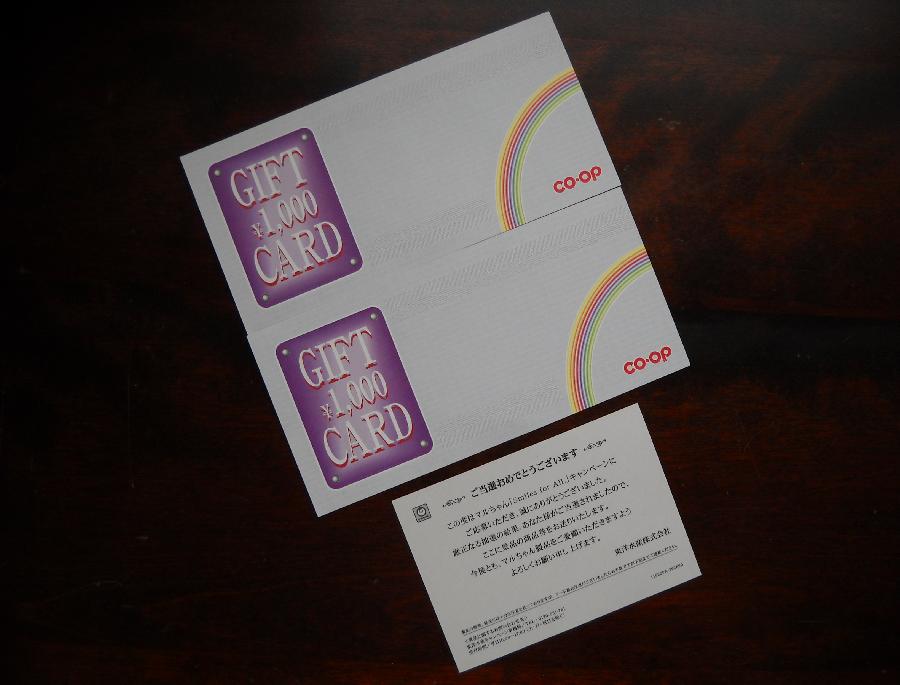 GIFT
¥1,000
CARD
CO·OP
GIFT
¥1,000
CARD
CO·OP
ご当選おめでとうございます
この度はマルちゃん「Smiles for All.」キャンペーンに
ご応募いただき、誠にありがとうございました。
厳正なる抽選の結果、あなた様がご当選されましたので、
ここに景品の商品券をお送りいたします。
今後とも、マルちゃん製品をご愛顧いただきますよう
よろしくお願い申し上げます。
東洋水産株式会社